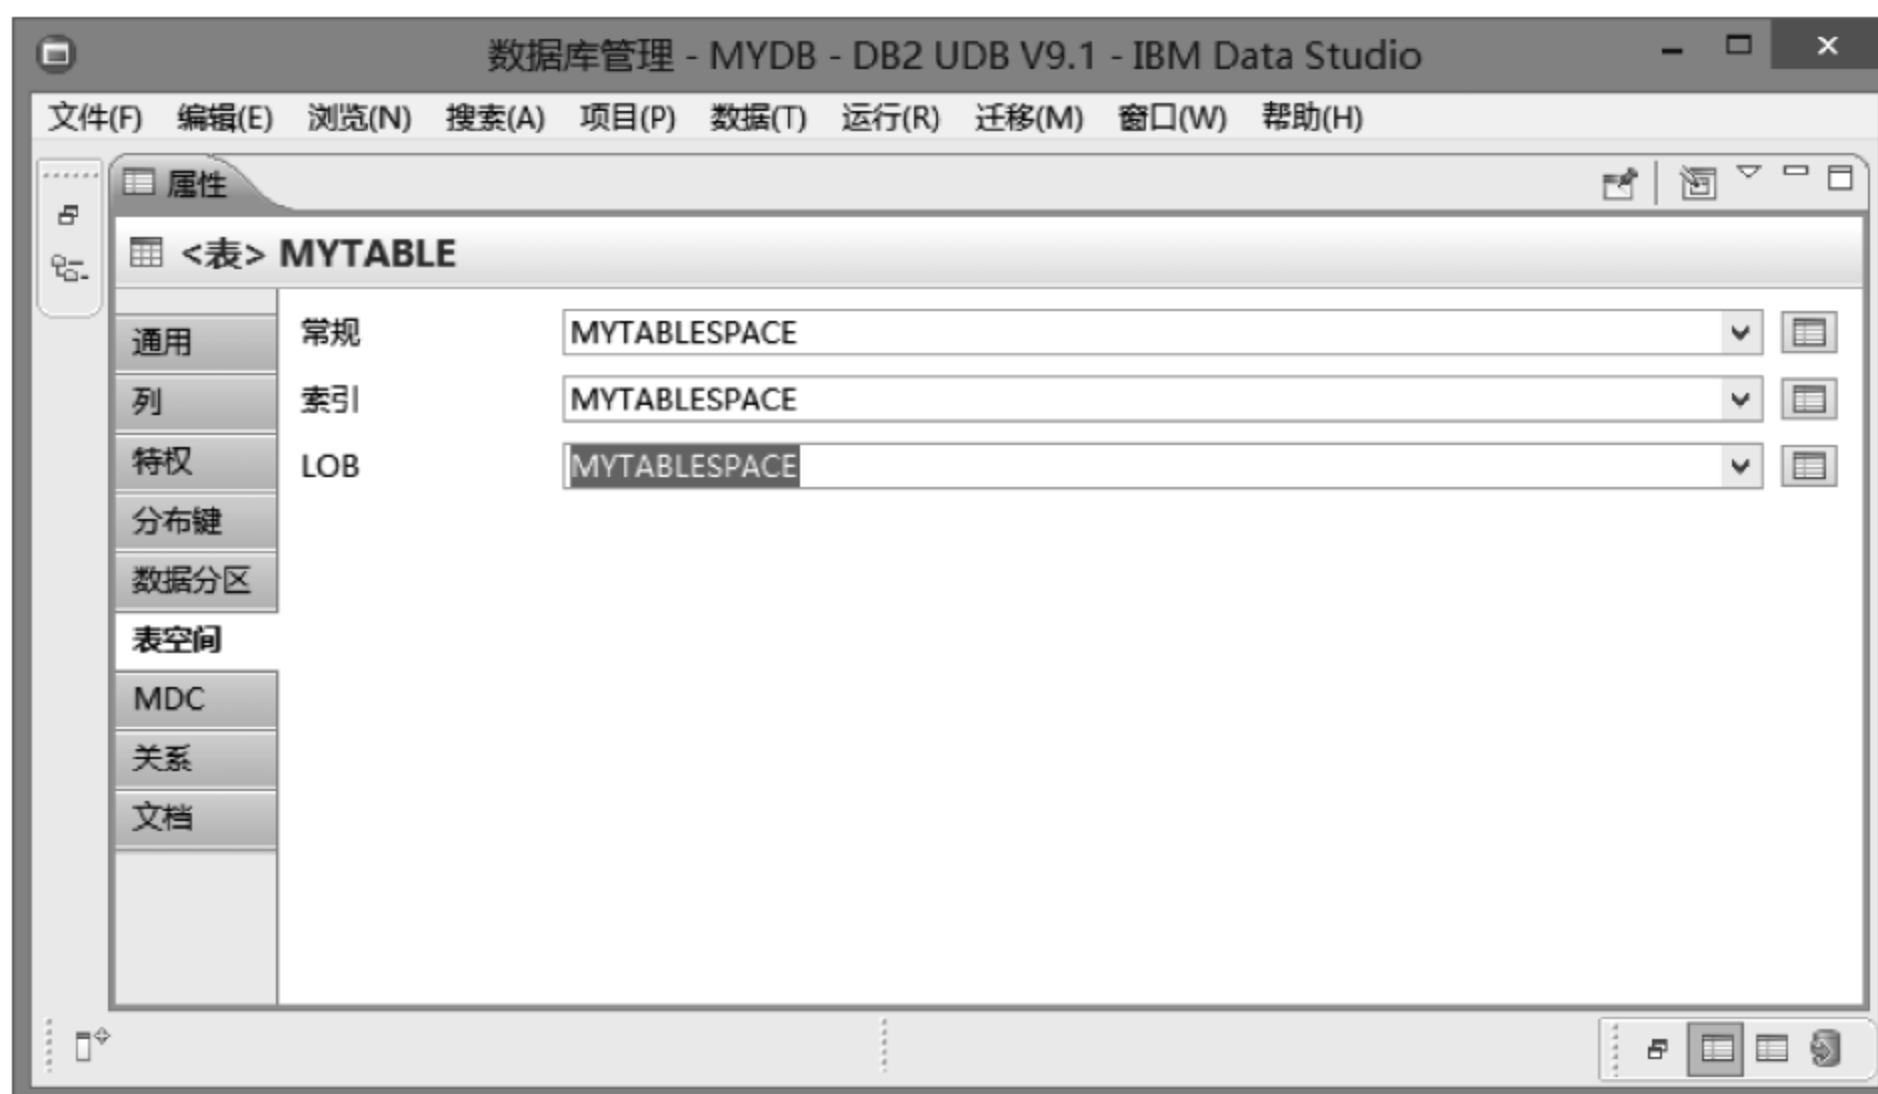 数据库管理 - MYDB - DB2 UDB V9.1 - IBM Data Studio
文件(F) 编辑(E) 浏览(N) 搜索(A) 项目(P) 数据(T) 运行(R) 迁移(M) 窗口(W) 帮助(H)
属性
<表> MYTABLE
通用
列
特权
分布键
数据分区
表空间
MDC
关系
文档
常规 MYTABLESPACE
索引 MYTABLESPACE
LOB MYTABLESPACE